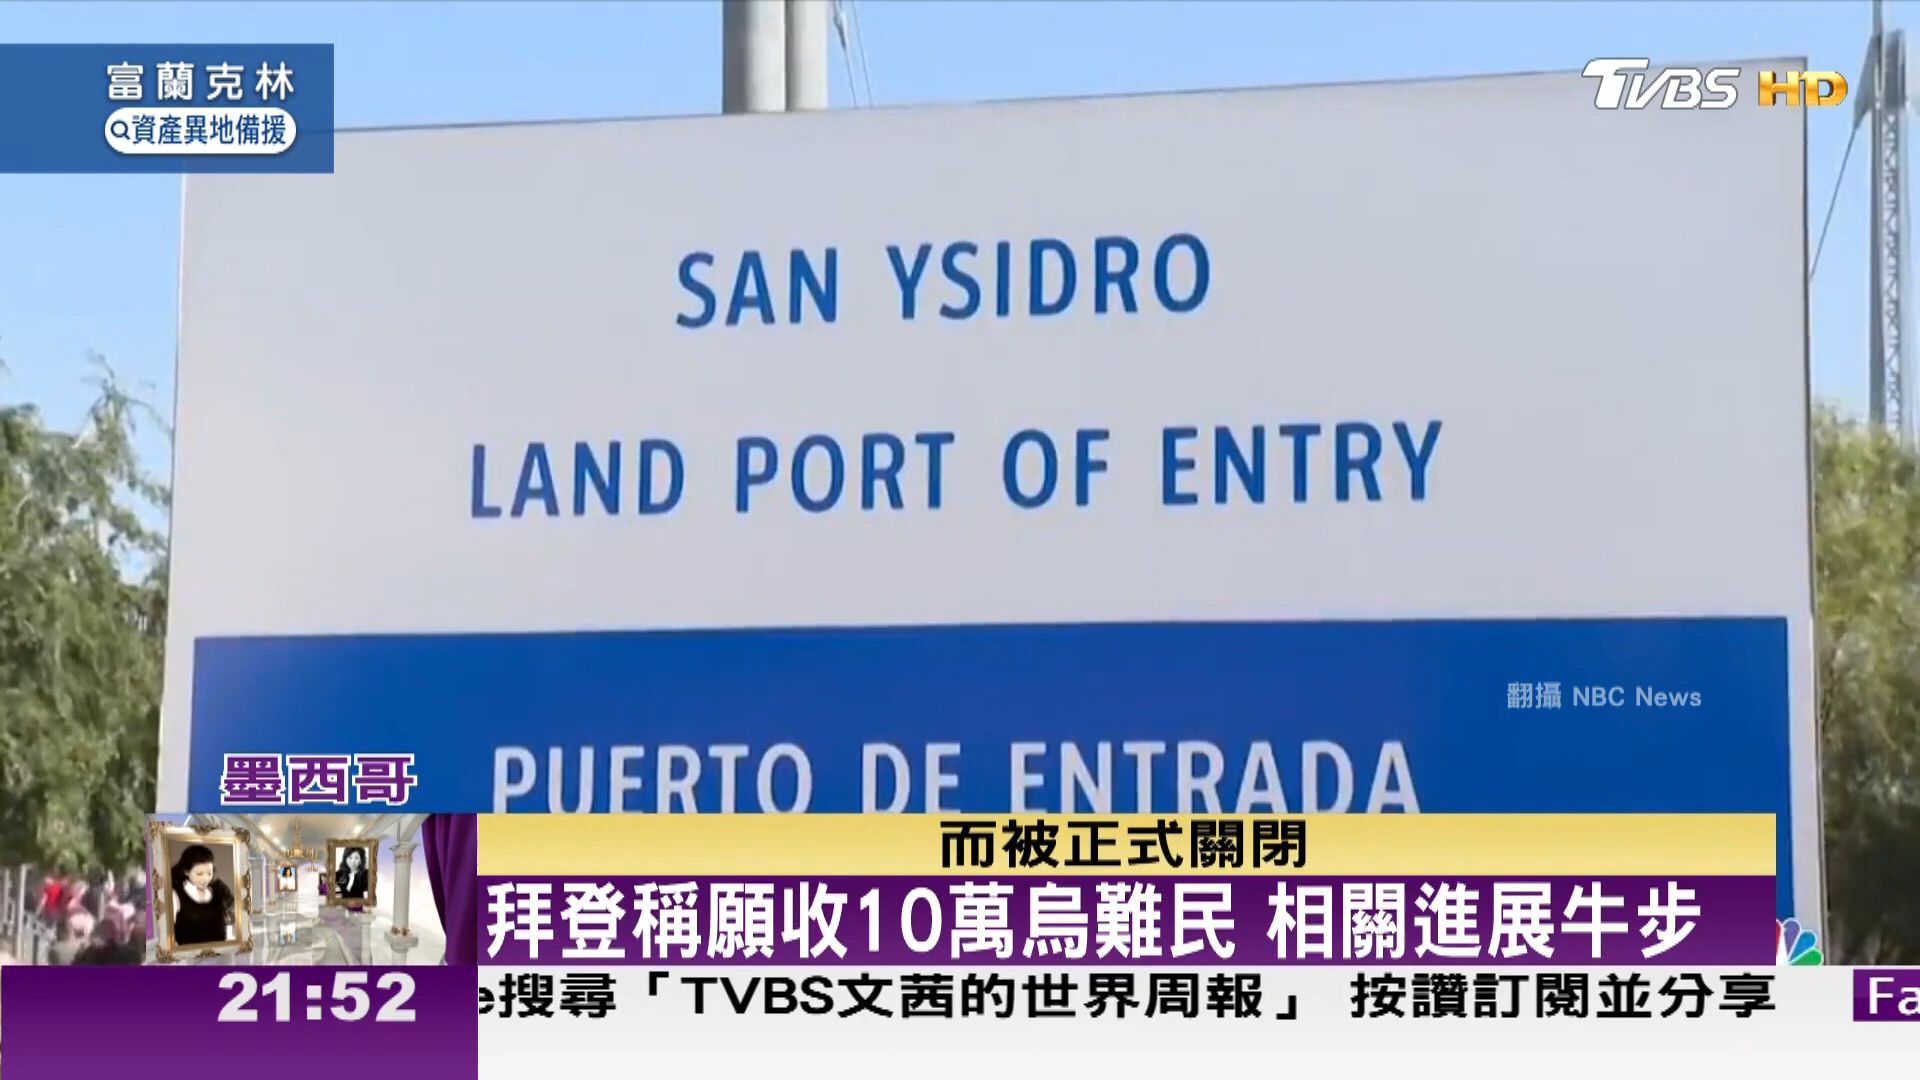 富蘭克林
資產異地備援
TVBS HD
SAN YSIDRO
LAND PORT OF ENTRY
翻攝 NBC News
PUERTO DE ENTRADA
墨西哥
而被正式關閉
拜登稱願收10萬烏難民 相關進展牛步
21:52
e搜尋「TVBS文茜的世界周報」 按讚訂閱並分享
Fa